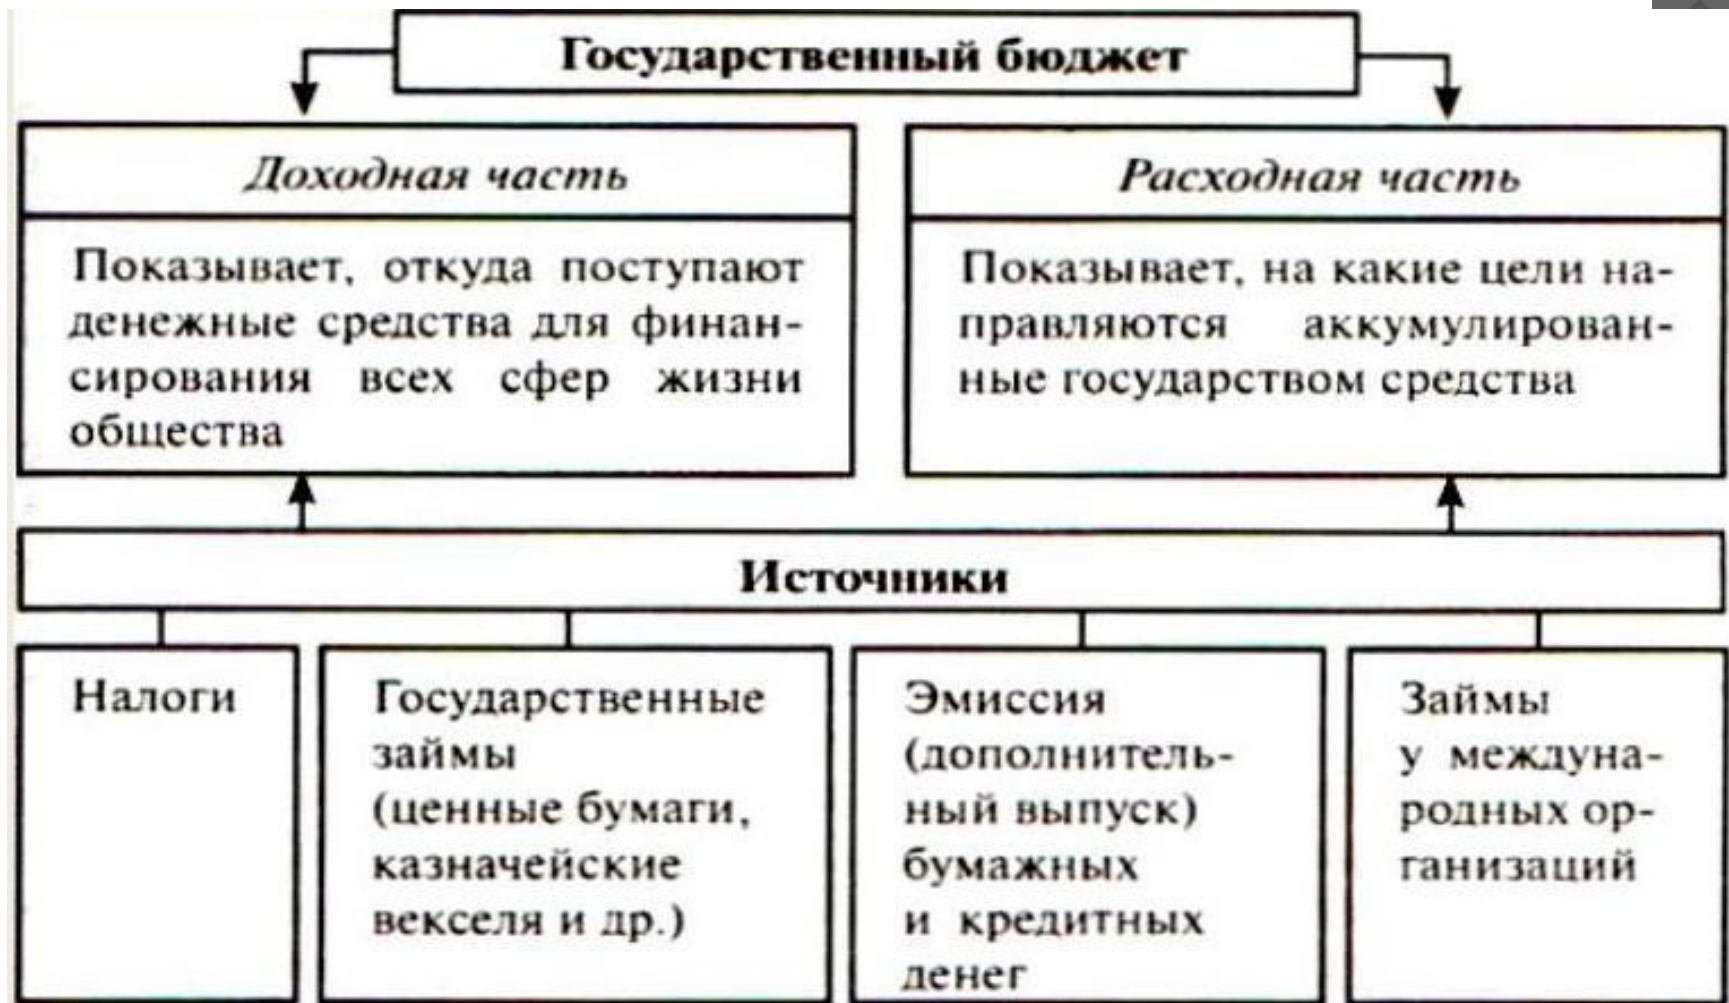 Государственный бюджет
Доходная часть
Показывает, откуда поступают
денежные средства для финан-
сирования всех сфер жизни
общества
Расходная часть
Показывает, на какие цели на-
правляются аккумулирован-
ные государством средства
Источники
Налоги
Государственные
займы
(ценные бумаги,
казначейские
векселя и др.)
Эмиссия
(дополнитель-
ный выпуск)
бумажных
и кредитных
денег
Займы
у междуна-
родных ор-
ганизаций